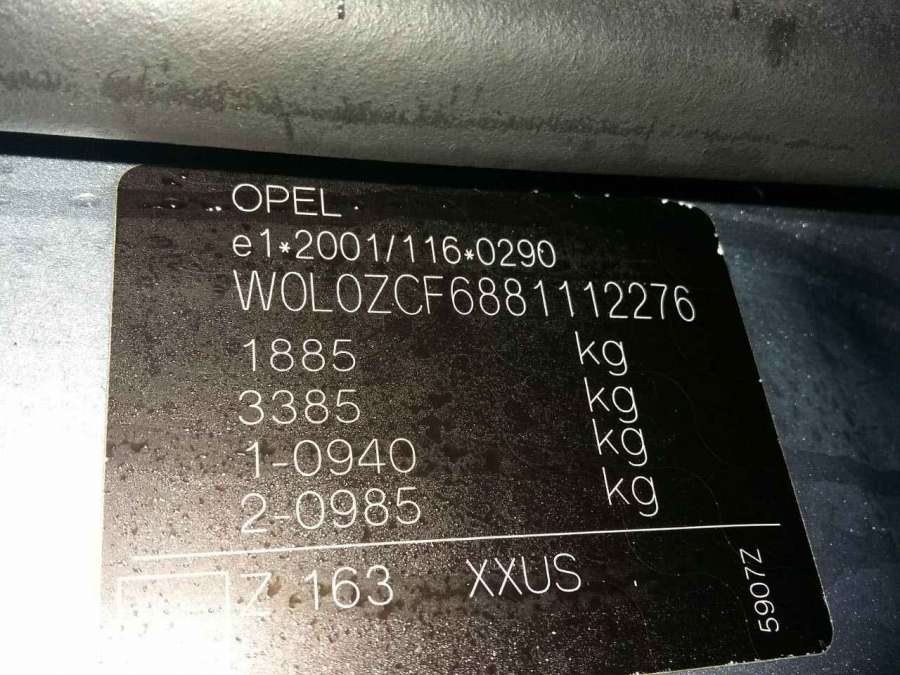 OPEL
e1*2001/116*0290
W0L0ZCF6881112276
1885 kg
3385 kg
1-0940 kg
2-0985 kg
Z 163 XXUS
5907Z